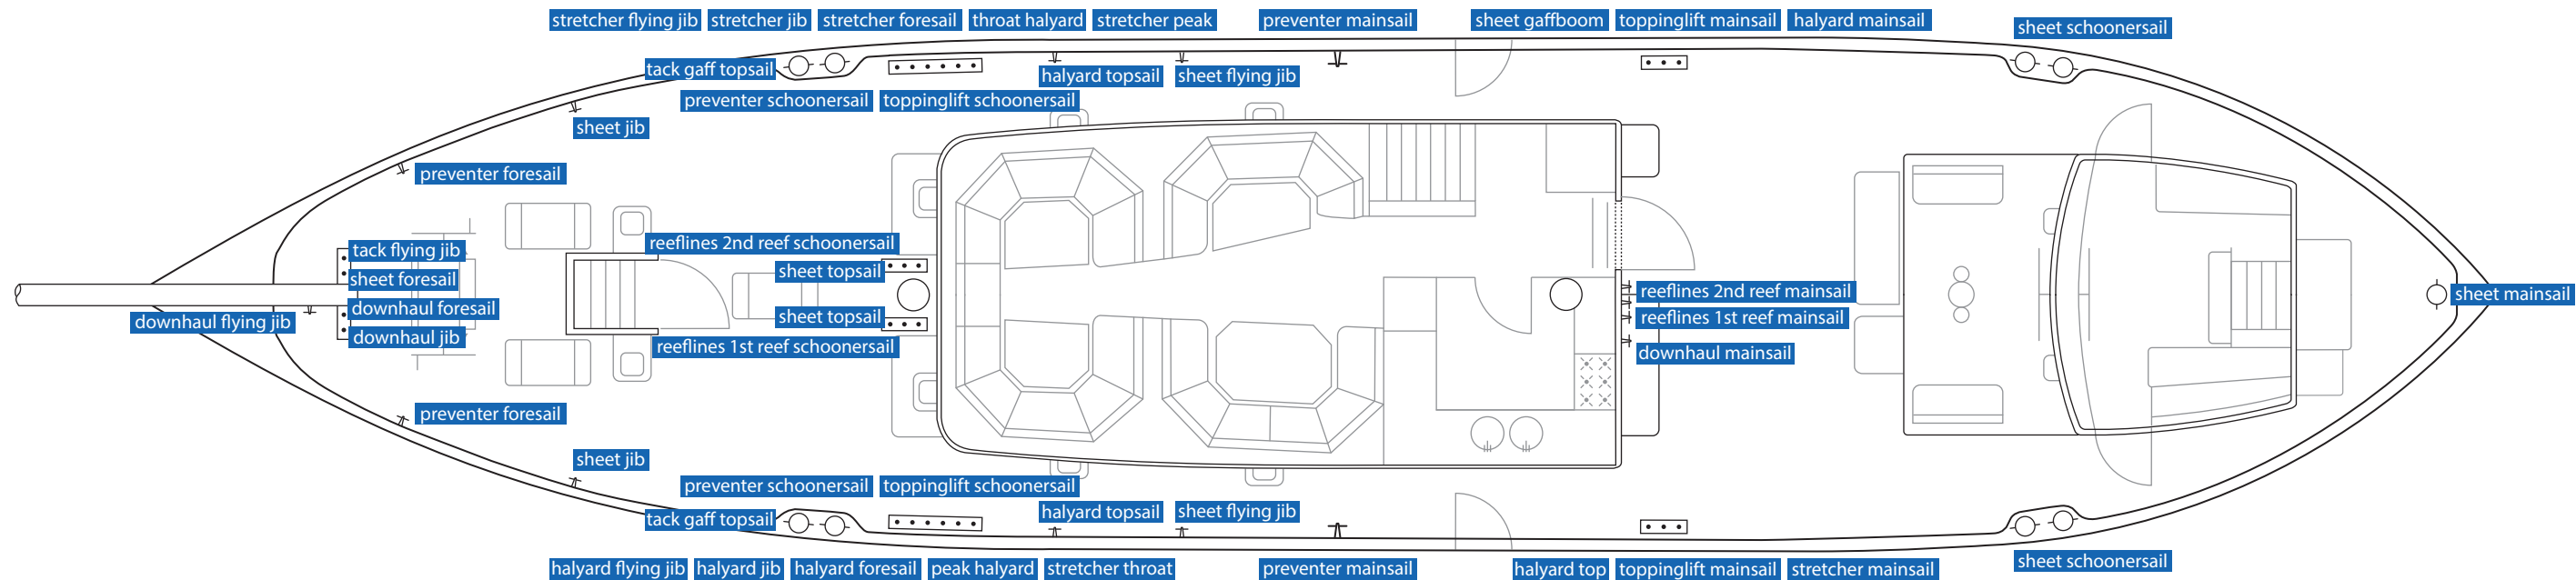 stretcher flying jib stretcher jib stretcher foresail throat halyard stretcher peak preventer mainsail sheet gaffboom toppinglift mainsail halyard mainsail
sheet schoonersail
tack gaff topsail
halyard topsail sheet flying jib
preventer schoonersail toppinglift schoonersail
sheet jib
preventer foresail
reeflines 2nd reef schoonersail
tack flying jib
sheet topsail
sheet foresail
reeflines 2nd reef mainsail
sheet mainsail
downhaul foresail
sheet topsail
reeflines 1st reef mainsail
downhaul flying jib
downhaul jib
reeflines 1st reef schoonersail
downhaul mainsail
preventer foresail
sheet jib
preventer schoonersail toppinglift schoonersail
halyard topsail sheet flying jib
tack gaff topsail
sheet schoonersail
halyard flying jib halyard jib halyard foresail peak halyard stretcher throat preventer mainsail halyard top toppinglift mainsail stretcher mainsail